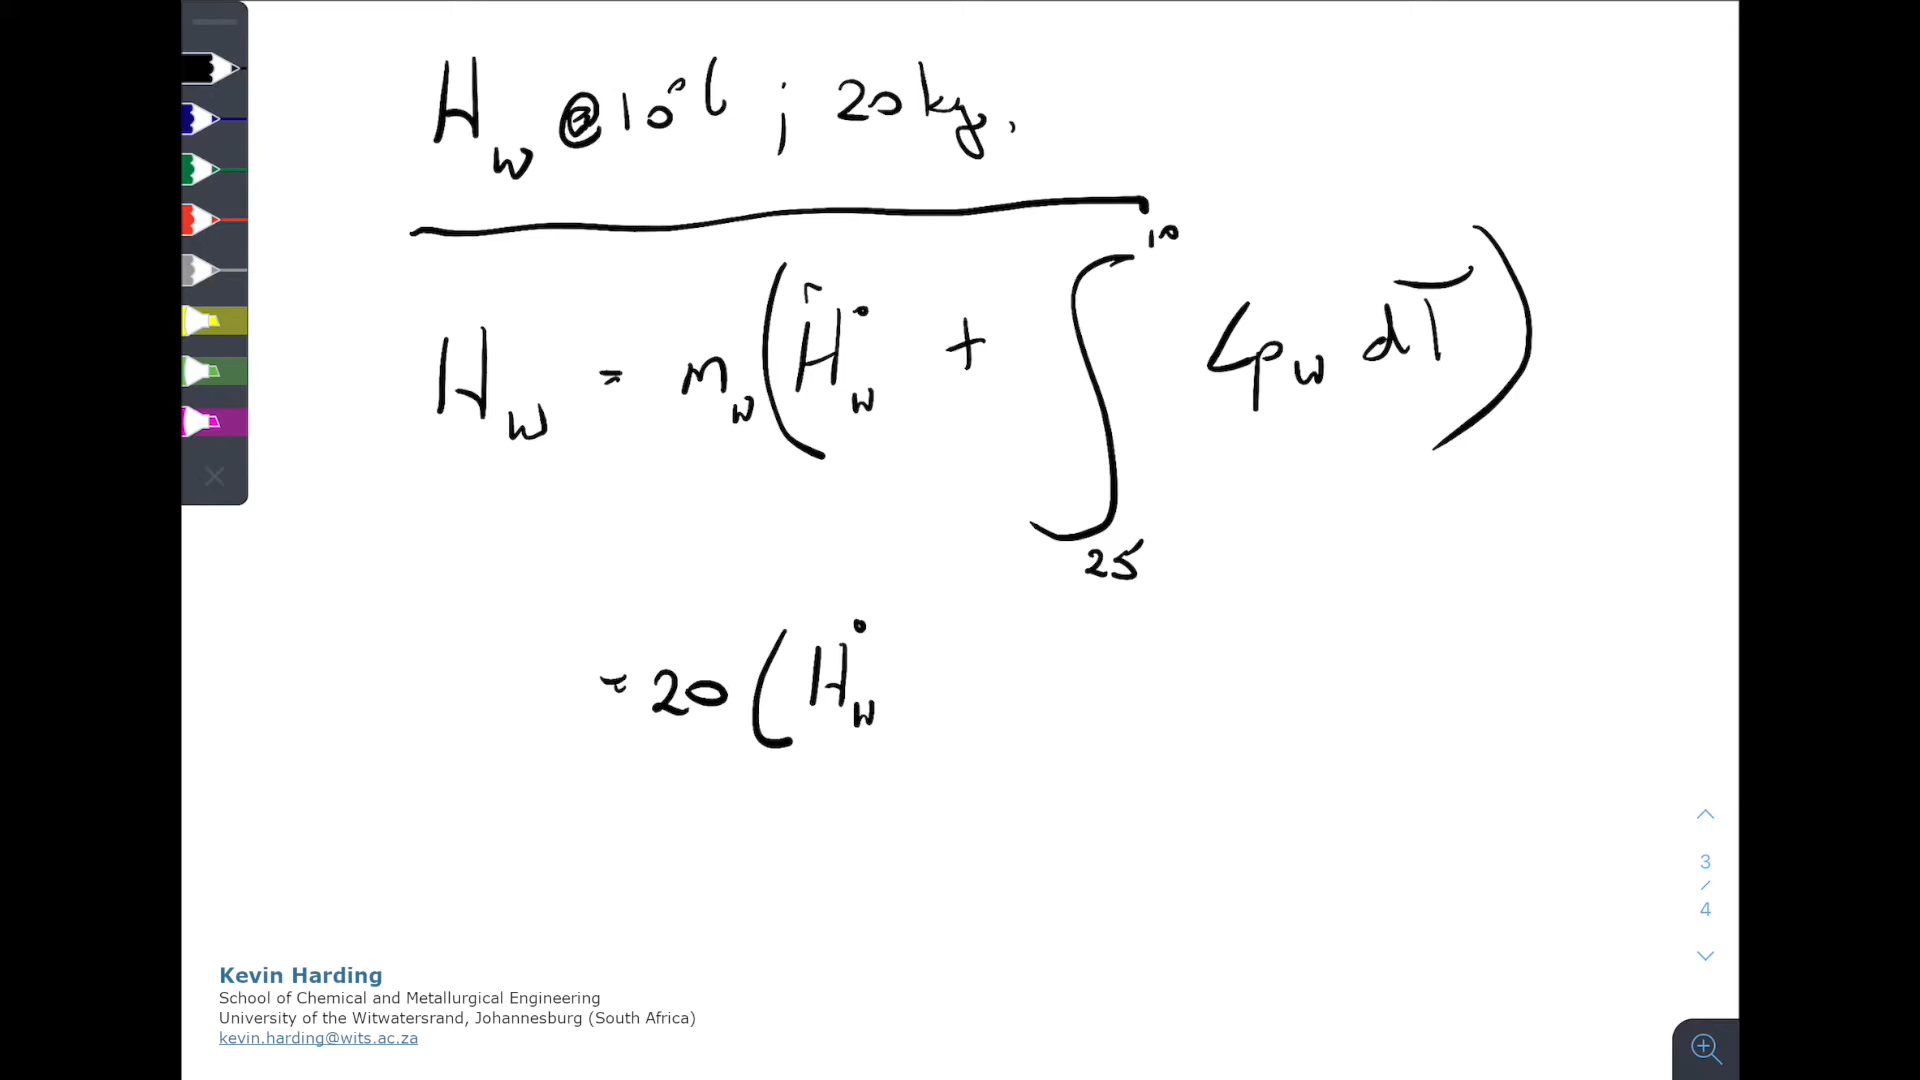 H_w @ 10°C ; 20 kg.
H_w = m_w ( Ĥ°_w + ∫_25^10 Cp_w dT )
= 20 ( H°_w
3
/
4
Kevin Harding
School of Chemical and Metallurgical Engineering
University of the Witwatersrand, Johannesburg (South Africa)
kevin.harding@wits.ac.za